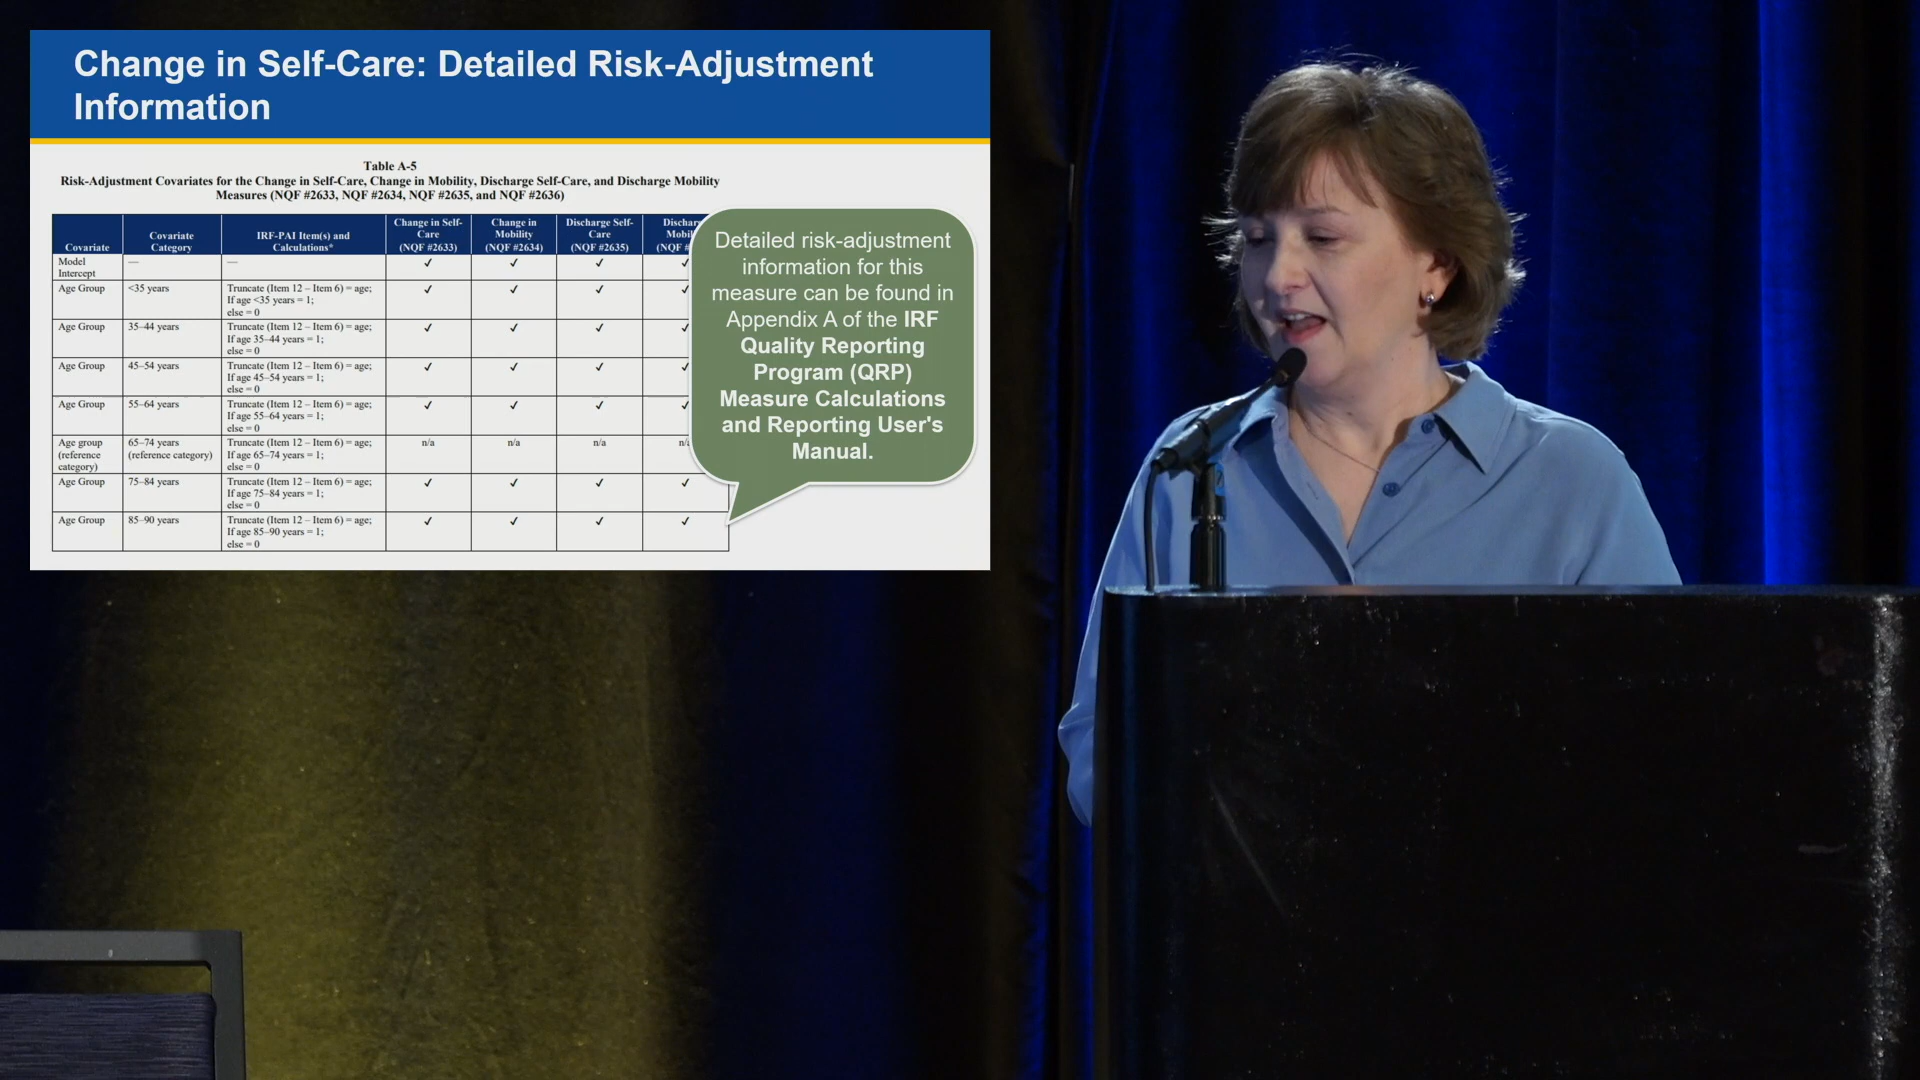 Change in Self-Care: Detailed Risk-Adjustment
Information
Table A-5
Risk-Adjustment Covariates for the Change in Self-Care, Change in Mobility, Discharge Self-Care, and Discharge Mobility
Measures (NQF #2633, NQF #2634, NQF #2635, and NQF #2636)
Covariate
Covariate
Category
IRF-PAI Item(s) and
Calculations*
Change in Self-
Care
(NQF #2633)
Change in
Mobility
(NQF #2634)
Discharge Self-
Care
(NQF #2635)
Model
Intercept
—
—
✓ ✓ ✓ ✓
Age Group
<35 years
Truncate (Item 12 – Item 6) = age;
If age <35 years = 1;
else = 0
✓ ✓ ✓ ✓
Age Group
35–44 years
Truncate (Item 12 – Item 6) = age;
If age 35–44 years = 1;
else = 0
✓ ✓ ✓ ✓
Age Group
45–54 years
Truncate (Item 12 – Item 6) = age;
If age 45–54 years = 1;
else = 0
✓ ✓ ✓ ✓
Age Group
55–64 years
Truncate (Item 12 – Item 6) = age;
If age 55–64 years = 1;
else = 0
✓ ✓ ✓ ✓
Age group
(reference
category)
65–74 years
(reference category)
Truncate (Item 12 – Item 6) = age;
If age 65–74 years = 1;
else = 0
n/a n/a n/a
Age Group
75–84 years
Truncate (Item 12 – Item 6) = age;
If age 75–84 years = 1;
else = 0
✓ ✓ ✓ ✓
Age Group
85–90 years
Truncate (Item 12 – Item 6) = age;
If age 85–90 years = 1;
else = 0
✓ ✓ ✓ ✓
Detailed risk-adjustment
information for this
measure can be found in
Appendix A of the IRF
Quality Reporting
Program (QRP)
Measure Calculations
and Reporting User's
Manual.